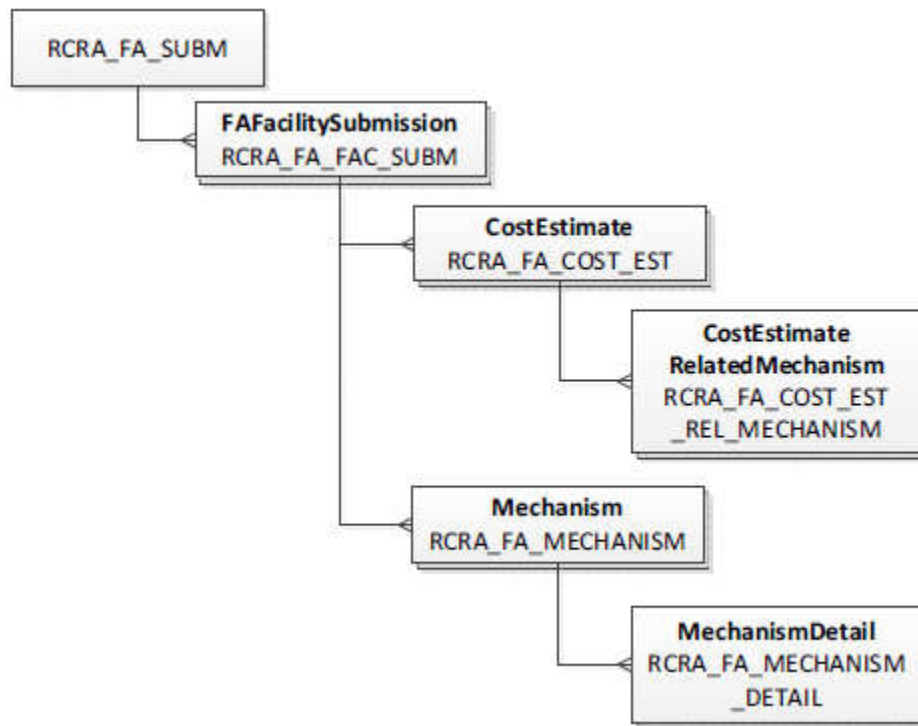 RCRA_FA_SUBM
FAFacilitySubmission
RCRA_FA_FAC_SUBM
CostEstimate
RCRA_FA_COST_EST
CostEstimate
RelatedMechanism
RCRA_FA_COST_EST
_REL_MECHANISM
Mechanism
RCRA_FA_MECHANISM
MechanismDetail
RCRA_FA_MECHANISM
_DETAIL